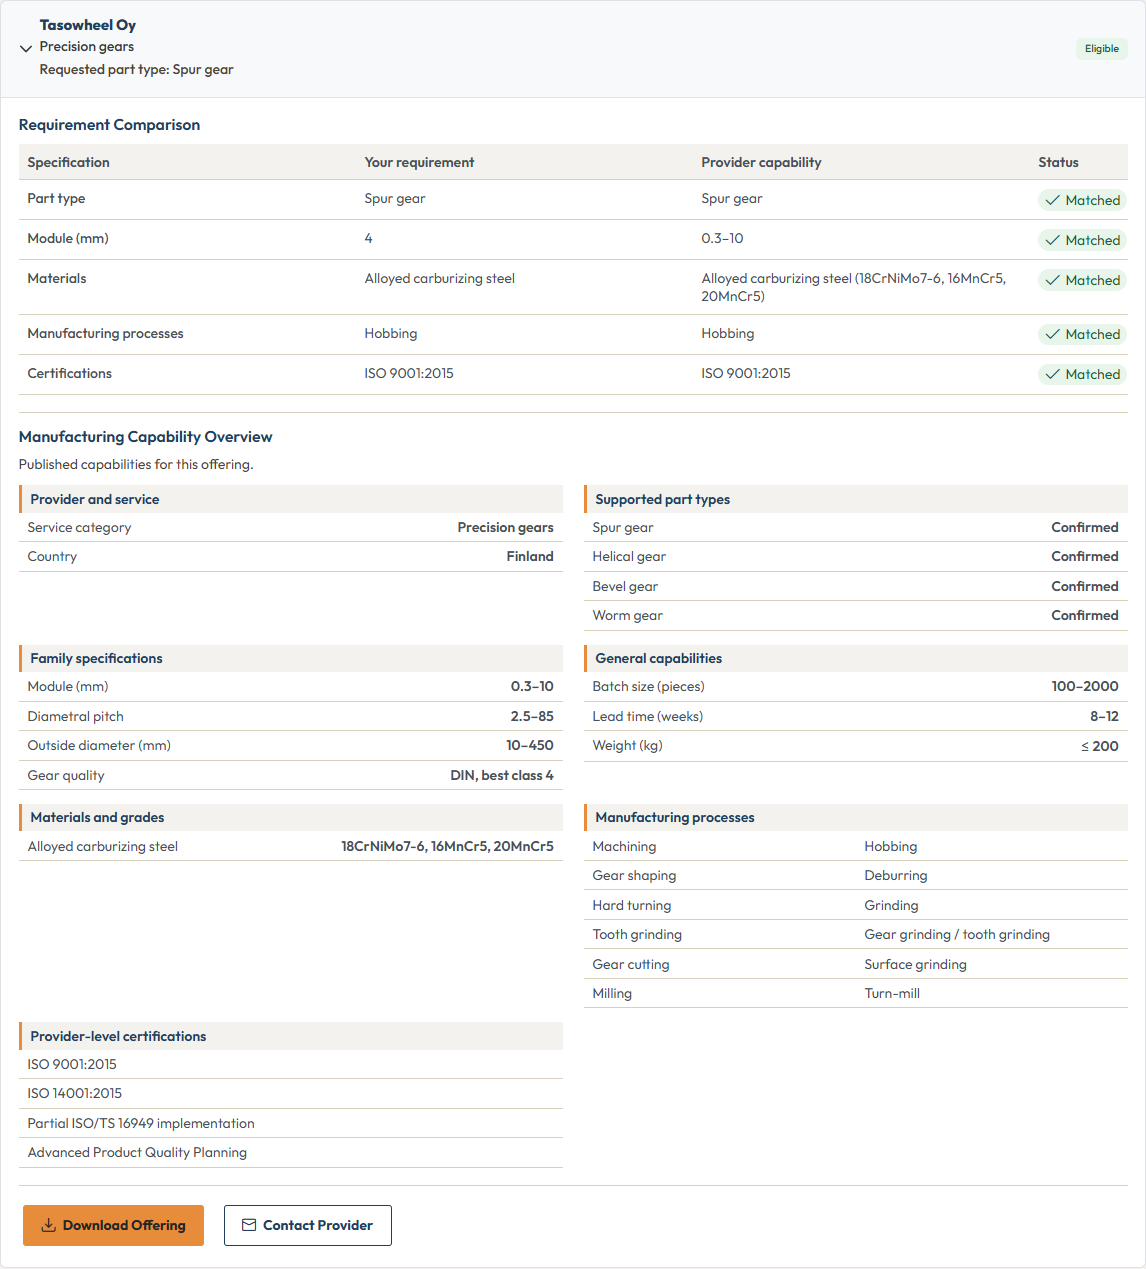 Tasowheel Oy
Precision gears
Requested part type: Spur gear
Eligible
Requirement Comparison
Specification Your requirement Provider capability Status
Part type Spur gear Spur gear Matched
Module (mm) 4 0.3–10 Matched
Materials Alloyed carburizing steel Alloyed carburizing steel (18CrNiMo7-6, 16MnCr5, Matched
20MnCr5)
Manufacturing processes Hobbing Hobbing Matched
Certifications ISO 9001:2015 ISO 9001:2015 Matched
Manufacturing Capability Overview
Published capabilities for this offering.
Provider and service
Service category Precision gears
Country Finland
Supported part types
Spur gear Confirmed
Helical gear Confirmed
Bevel gear Confirmed
Worm gear Confirmed
Family specifications
Module (mm) 0.3–10
Diametral pitch 2.5–85
Outside diameter (mm) 10–450
Gear quality DIN, best class 4
General capabilities
Batch size (pieces) 100–2000
Lead time (weeks) 8–12
Weight (kg) ≤ 200
Materials and grades
Alloyed carburizing steel 18CrNiMo7-6, 16MnCr5, 20MnCr5
Manufacturing processes
Machining Hobbing
Gear shaping Deburring
Hard turning Grinding
Tooth grinding Gear grinding / tooth grinding
Gear cutting Surface grinding
Milling Turn-mill
Provider-level certifications
ISO 9001:2015
ISO 14001:2015
Partial ISO/TS 16949 implementation
Advanced Product Quality Planning
Download Offering Contact Provider